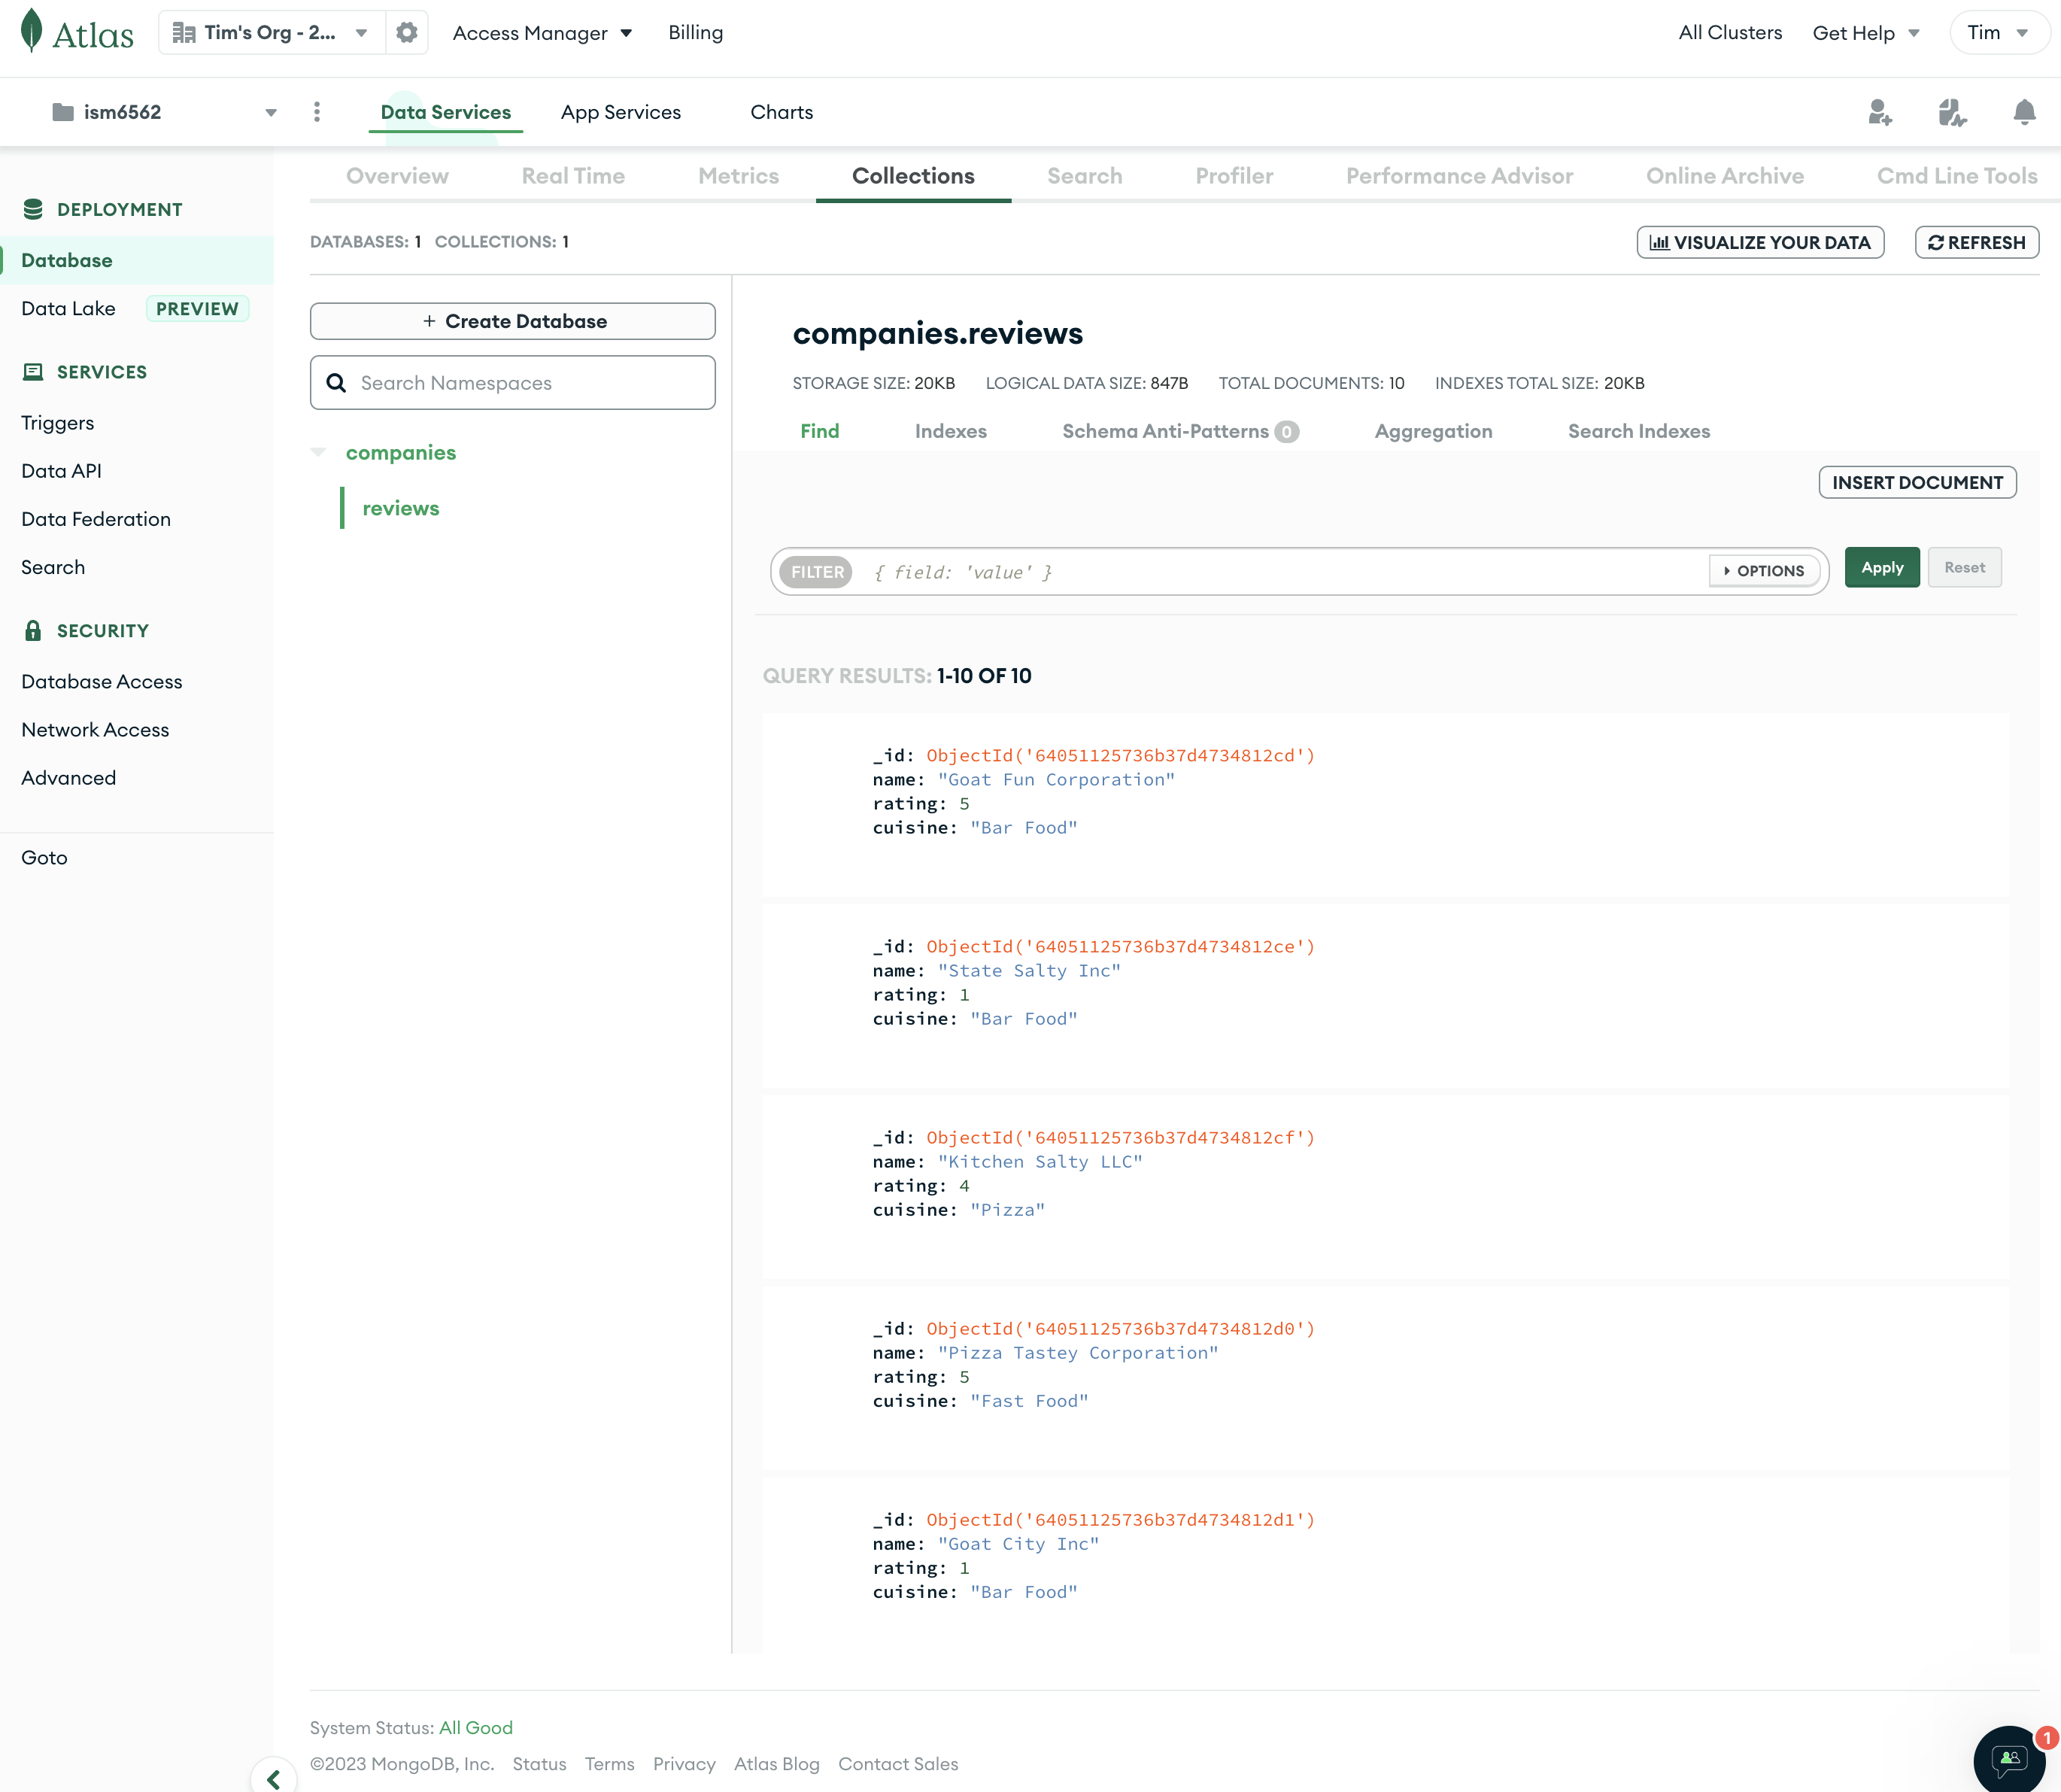 Atlas
Tim's Org - 2...
Access Manager
Billing
All Clusters
Get Help
Tim
ism6562
Data Services
App Services
Charts
Overview
Real Time
Metrics
Collections
Search
Profiler
Performance Advisor
Online Archive
Cmd Line Tools
DEPLOYMENT
Database
Data Lake PREVIEW
SERVICES
Triggers
Data API
Data Federation
Search
SECURITY
Database Access
Network Access
Advanced
Goto
DATABASES: 1 COLLECTIONS: 1
VISUALIZE YOUR DATA
REFRESH
+ Create Database
Search Namespaces
companies
reviews
companies.reviews
STORAGE SIZE: 20KB LOGICAL DATA SIZE: 847B TOTAL DOCUMENTS: 10 INDEXES TOTAL SIZE: 20KB
Find
Indexes
Schema Anti-Patterns 0
Aggregation
Search Indexes
INSERT DOCUMENT
FILTER { field: 'value' }
OPTIONS
Apply
Reset
QUERY RESULTS: 1-10 OF 10
_id: ObjectId('64051125736b37d4734812cd')
name: "Goat Fun Corporation"
rating: 5
cuisine: "Bar Food"
_id: ObjectId('64051125736b37d4734812ce')
name: "State Salty Inc"
rating: 1
cuisine: "Bar Food"
_id: ObjectId('64051125736b37d4734812cf')
name: "Kitchen Salty LLC"
rating: 4
cuisine: "Pizza"
_id: ObjectId('64051125736b37d4734812d0')
name: "Pizza Tastey Corporation"
rating: 5
cuisine: "Fast Food"
_id: ObjectId('64051125736b37d4734812d1')
name: "Goat City Inc"
rating: 1
cuisine: "Bar Food"
System Status: All Good
©2023 MongoDB, Inc. Status Terms Privacy Atlas Blog Contact Sales
1